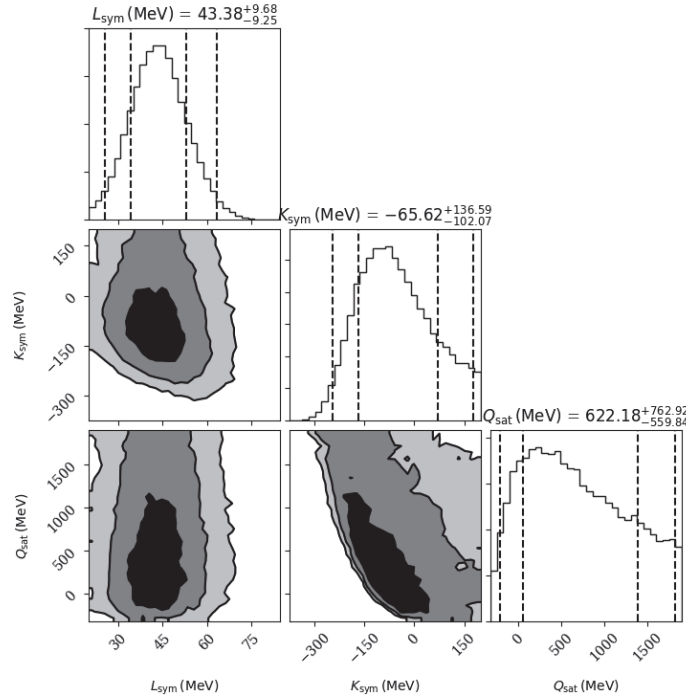 L_sym (MeV) = 43.38^{+9.68}_{-9.25}
K_sym (MeV) = −65.62^{+136.59}_{-102.07}
150
0
−150
−300
K_sym (MeV)
Q_sat (MeV) = 622.18^{+762.92}_{-559.84}
1500
1000
500
0
Q_sat (MeV)
30
45
60
75
−300
−150
0
150
0
500
1000
1500
L_sym (MeV)
K_sym (MeV)
Q_sat (MeV)